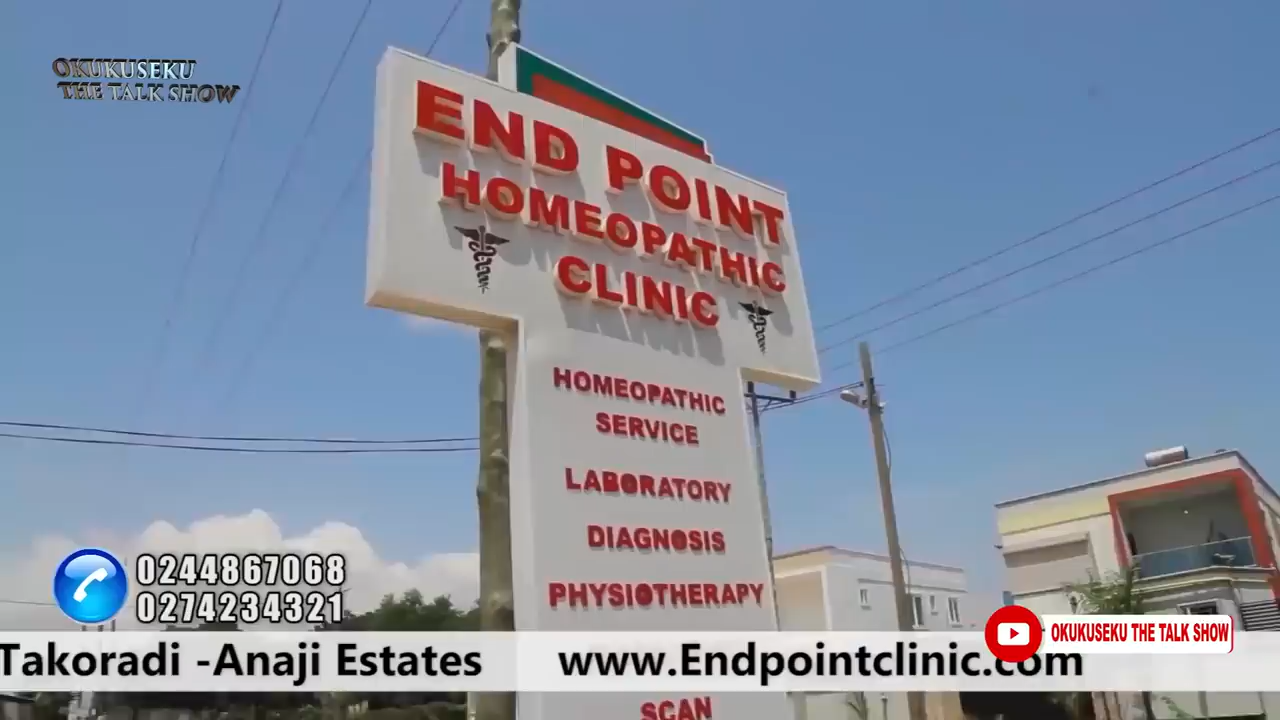 OKUKUSEKU
THE TALK SHOW
END POINT
HOMEOPATHIC
CLINIC
HOMEOPATHIC
SERVICE
LABORATORY
DIAGNOSIS
PHYSIOTHERAPY
SCAN
0244867068
0274234321
Takoradi -Anaji Estates www.Endpointclinic.com
OKUKUSEKU THE TALK SHOW